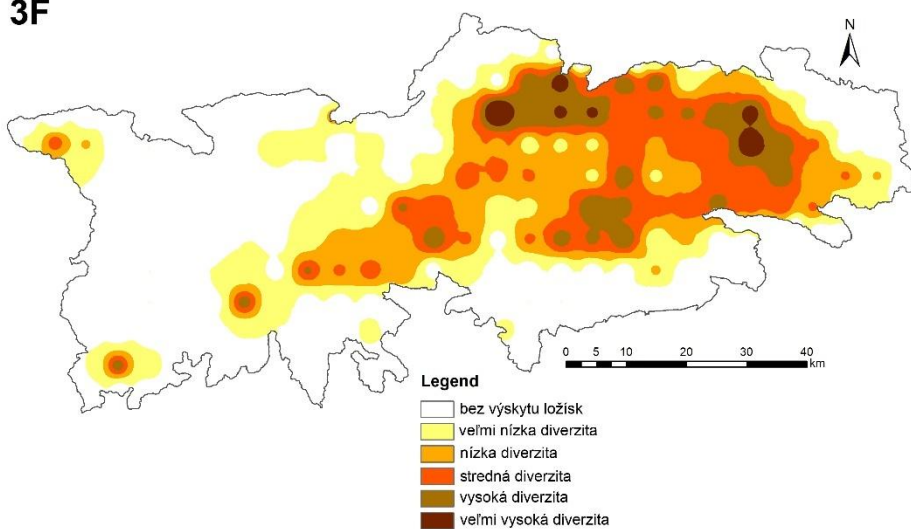 3F
N
0 5 10 20 30 40
km
Legend
bez výskytu ložísk
veľmi nízka diverzita
nízka diverzita
stredná diverzita
vysoká diverzita
veľmi vysoká diverzita